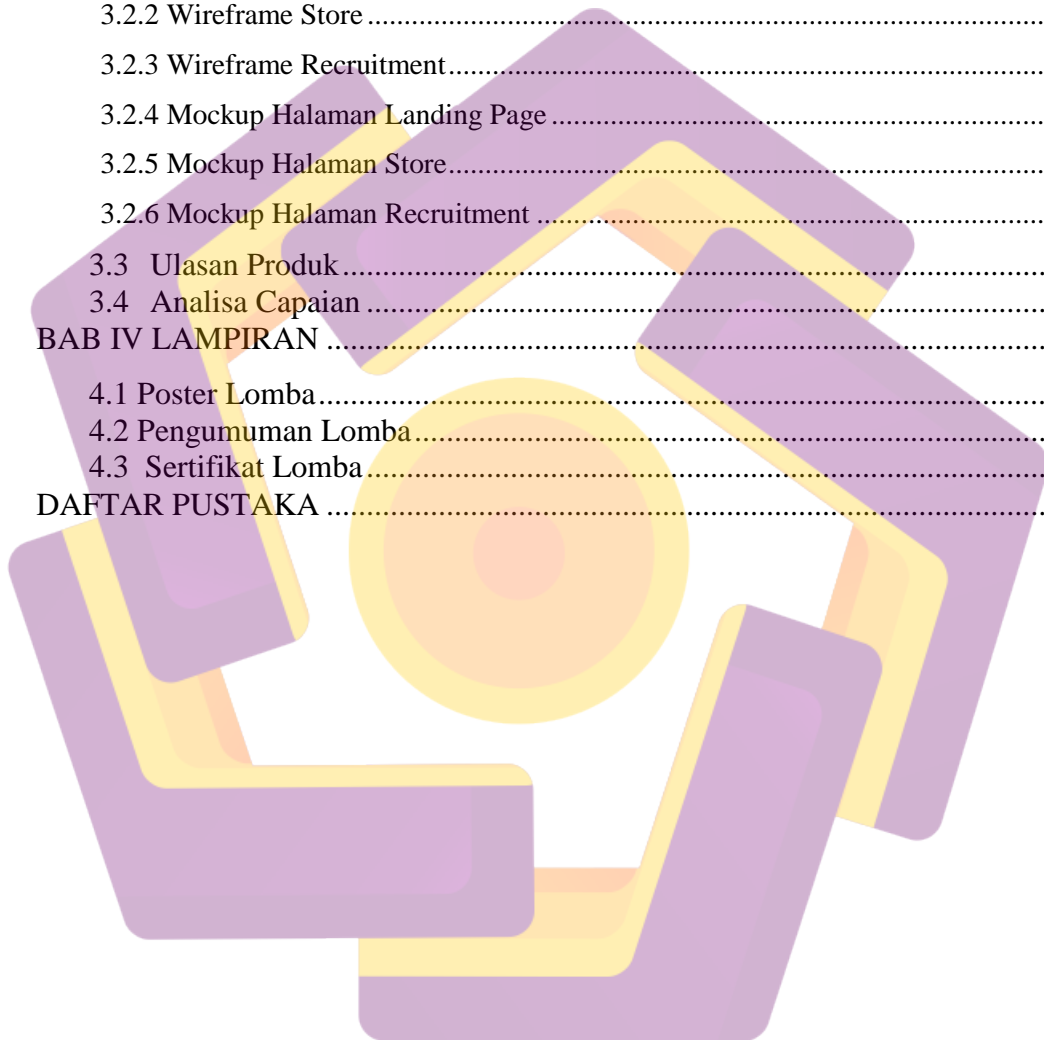 3.2.2 Wireframe Store ..........................................................................................
3.2.3 Wireframe Recruitment ..............................................................................
3.2.4 Mockup Halaman Landing Page ................................................................
3.2.5 Mockup Halaman Store ..............................................................................
3.2.6 Mockup Halaman Recruitment ..................................................................
3.3 Ulasan Produk ..............................................................................................
3.4 Analisa Capaian ...........................................................................................
BAB IV LAMPIRAN ..........................................................................................
4.1 Poster Lomba ................................................................................................
4.2 Pengumuman Lomba ....................................................................................
4.3 Sertifikat Lomba ...........................................................................................
DAFTAR PUSTAKA ..........................................................................................